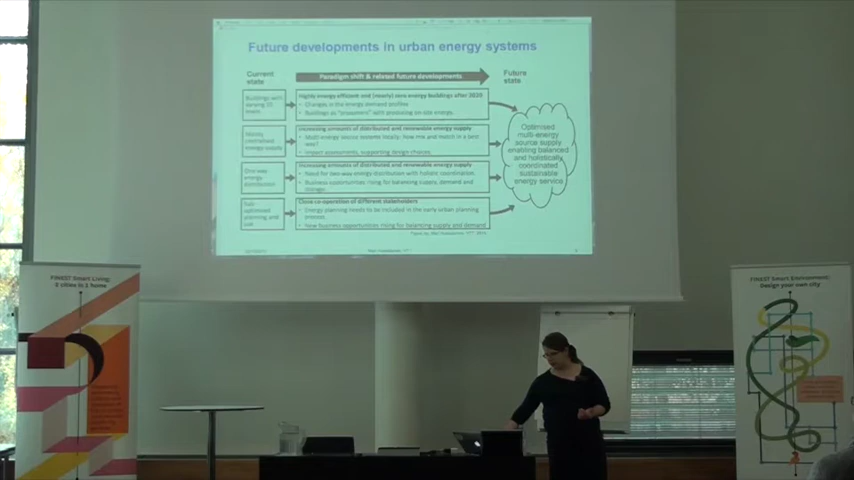 Future developments in urban energy systems
Current
state
Paradigm shift & related future developments
Future
state
Buildings with
Highly energy efficient and (nearly) zero energy buildings after 2020
• Changes in the energy demand profiles
• Buildings as "prosumers" with producing on-site energy
centralised
energy supply
Increasing amounts of distributed and renewable energy supply
• Multi-energy source systems locally: how mix and match in a best
way?
• Impact assessments, supporting design choices
One-way
energy
distribution
Increasing amounts of distributed and renewable energy supply
• Need for two-way energy distribution with holistic coordination
• Business opportunities rising for balancing supply, demand and
storage
optimised
planning and
use
Close co-operation of different stakeholders
• Energy planning needs to be included in the early urban planning
process
• New business opportunities rising for balancing supply and demand
Optimised
multi-energy
source supply
enabling balanced
and holistically
coordinated
sustainable
energy service
FINEST Smart Living:
2 cities in 1 home
FINEST Smart Environment:
Design your own city